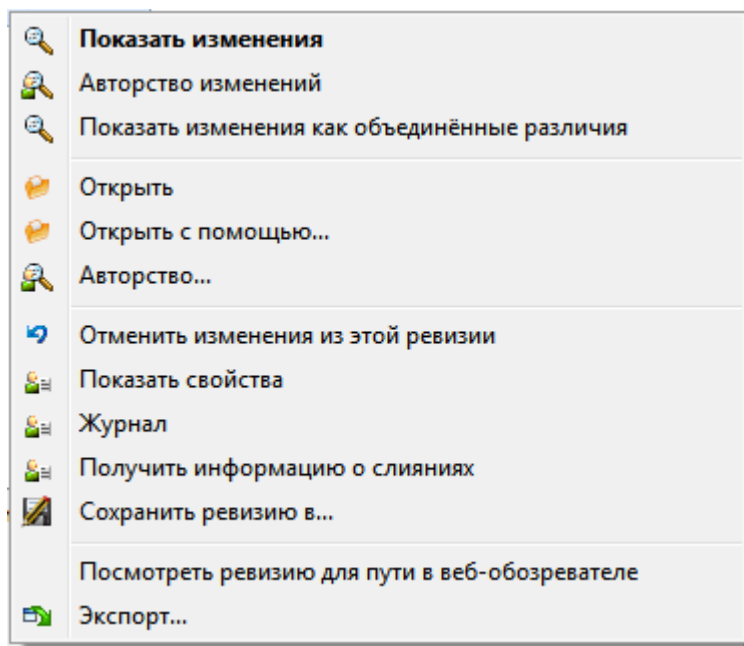 Показать изменения
Авторство изменений
Показать изменения как объединённые различия
Открыть
Открыть с помощью...
Авторство...
Отменить изменения из этой ревизии
Показать свойства
Журнал
Получить информацию о слияниях
Сохранить ревизию в...
Посмотреть ревизию для пути в веб-обозревателе
Экспорт...